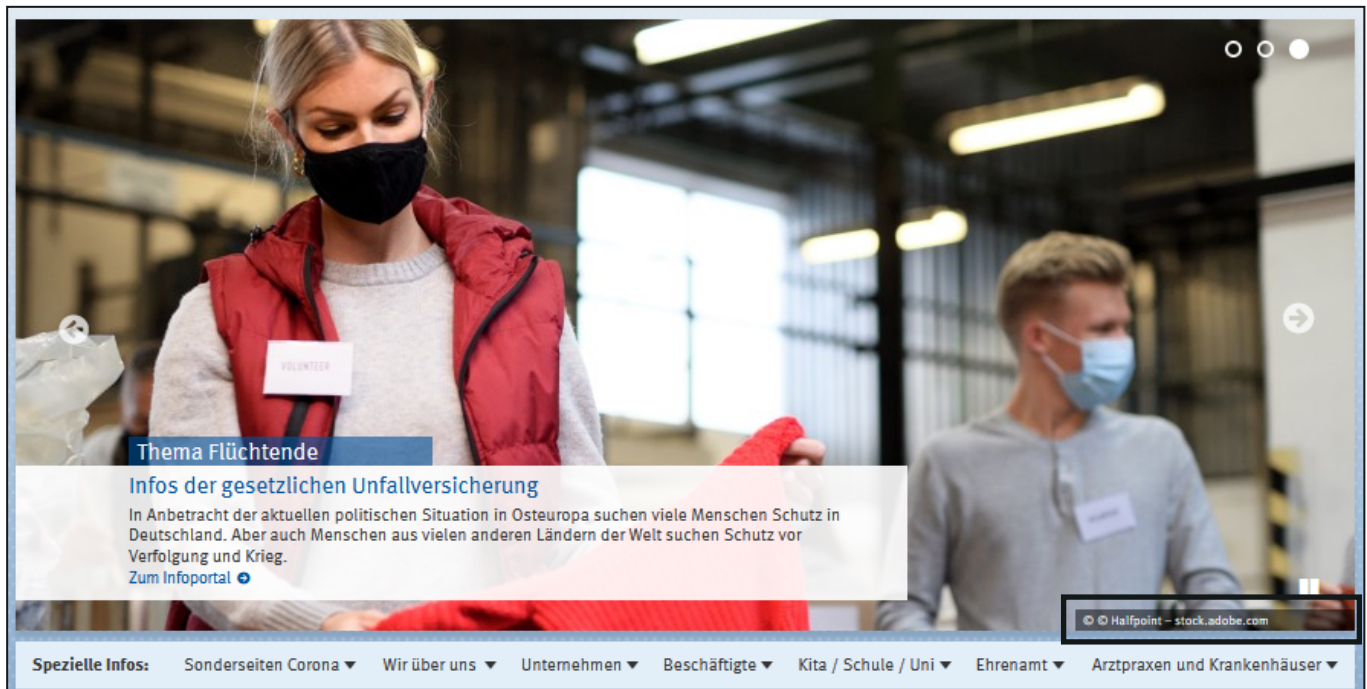 VOLUNTEER
Thema Flüchtende
Infos der gesetzlichen Unfallversicherung
In Anbetracht der aktuellen politischen Situation in Osteuropa suchen viele Menschen Schutz in
Deutschland. Aber auch Menschen aus vielen anderen Ländern der Welt suchen Schutz vor
Verfolgung und Krieg.
Zum Infoportal
© © Halfpoint – stock.adobe.com
Spezielle Infos: Sonderseiten Corona Wir über uns Unternehmen Beschäftigte Kita / Schule / Uni Ehrenamt Arztpraxen und Krankenhäuser